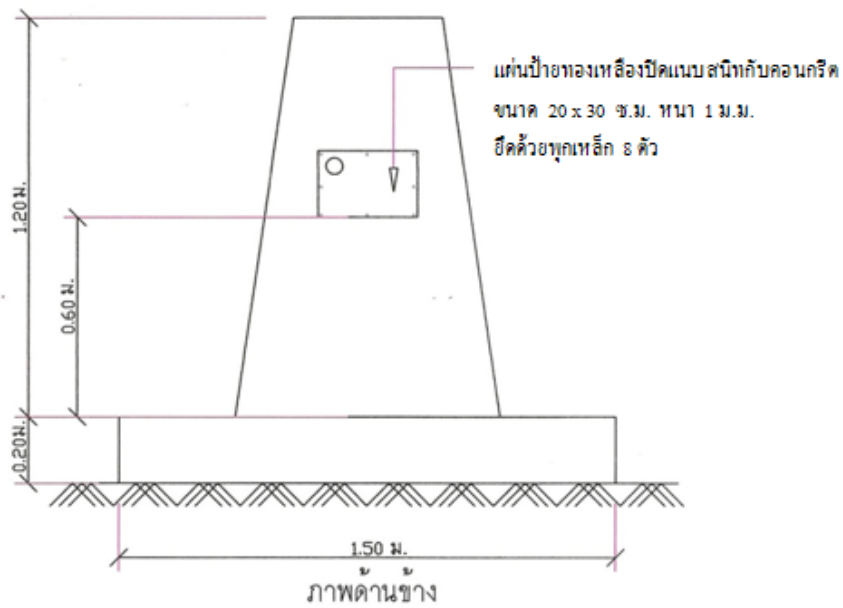 แผ่นป้ายทองเหลืองปิดแนบสนิทกับคอนกรีต
ขนาด 20 x 30 ซ.ม. หนา 1 ม.ม.
ยึดด้วยพุกเหล็ก 8 ตัว
1.20 ม.
0.60 ม.
0.20 ม.
1.50 ม.
ภาพด้านข้าง